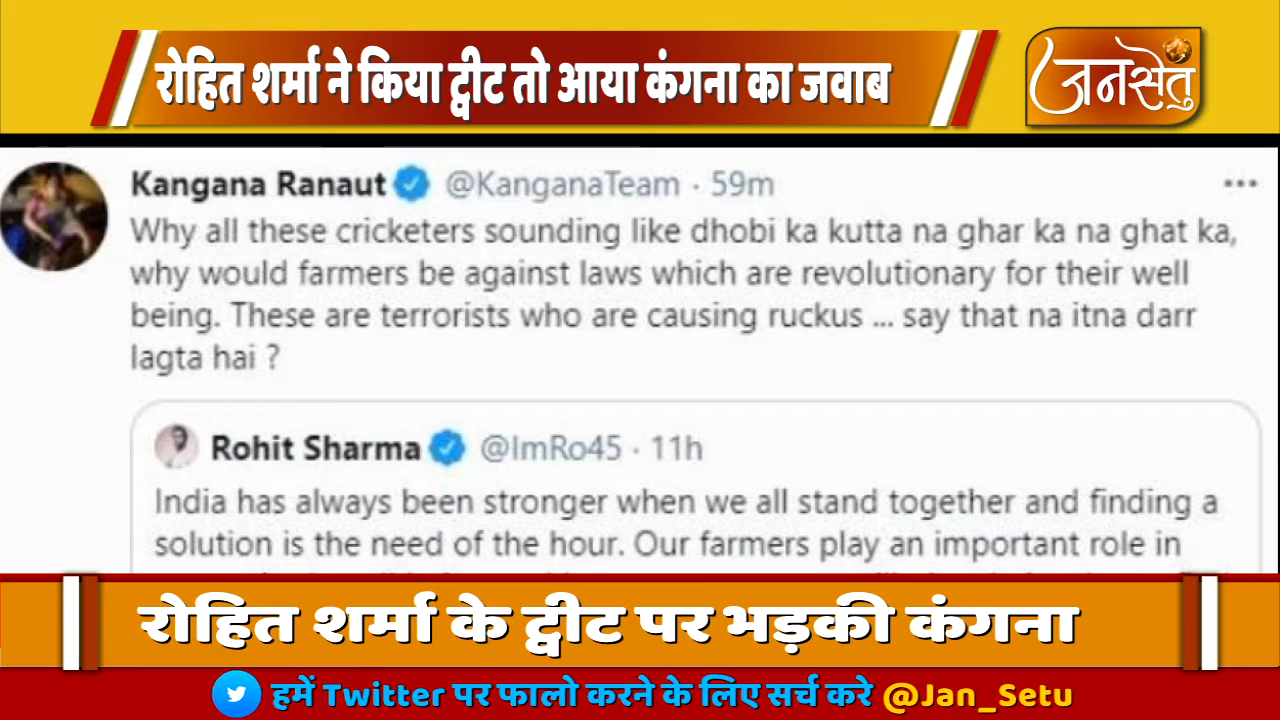 रोहित शर्मा ने किया ट्वीट तो आया कंगना का जवाब
जनसेतु
Kangana Ranaut @KanganaTeam · 59m
Why all these cricketers sounding like dhobi ka kutta na ghar ka na ghat ka,
why would farmers be against laws which are revolutionary for their well
being. These are terrorists who are causing ruckus ... say that na itna darr
lagta hai ?
Rohit Sharma @ImRo45 · 11h
India has always been stronger when we all stand together and finding a
solution is the need of the hour. Our farmers play an important role in
रोहित शर्मा के ट्वीट पर भड़की कंगना
हमें Twitter पर फालो करने के लिए सर्च करे @Jan_Setu